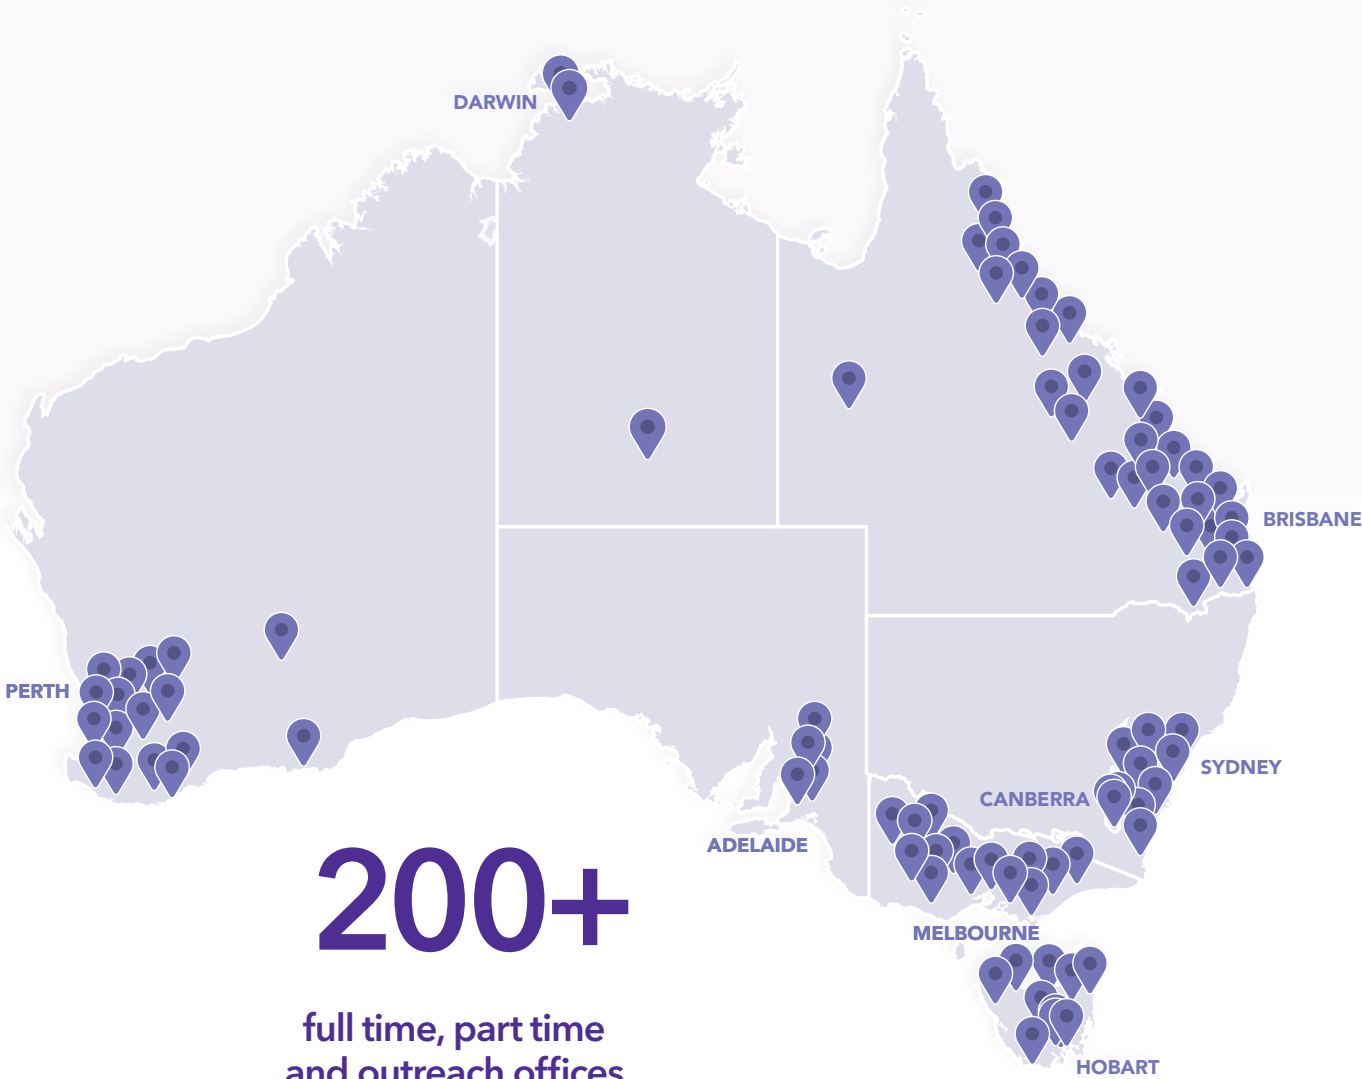 DARWIN
BRISBANE
PERTH
SYDNEY
CANBERRA
ADELAIDE
200+
MELBOURNE
full time, part time
and outreach offices
HOBART